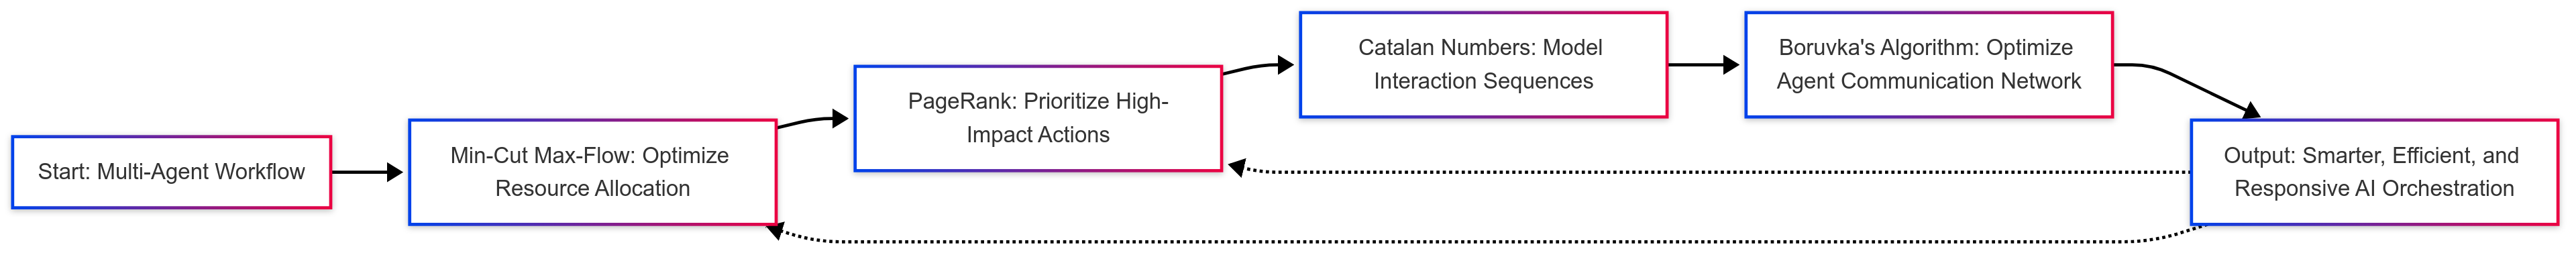 Start: Multi-Agent Workflow
Min-Cut Max-Flow: Optimize
Resource Allocation
PageRank: Prioritize High-
Impact Actions
Catalan Numbers: Model
Interaction Sequences
Boruvka's Algorithm: Optimize
Agent Communication Network
Output: Smarter, Efficient, and
Responsive AI Orchestration